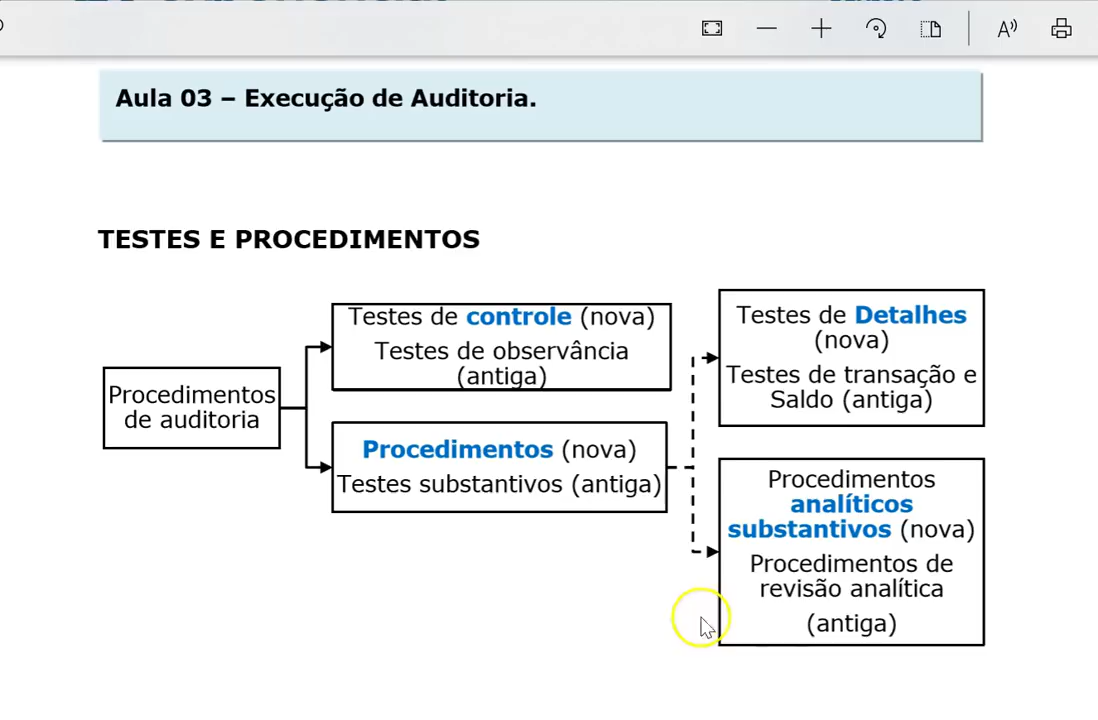 Aula 03 – Execução de Auditoria.
TESTES E PROCEDIMENTOS
Procedimentos
de auditoria
Testes de controle (nova)
Testes de observância
(antiga)
Procedimentos (nova)
Testes substantivos (antiga)
Testes de Detalhes
(nova)
Testes de transação e
Saldo (antiga)
Procedimentos
analíticos
substantivos (nova)
Procedimentos de
revisão analítica
(antiga)